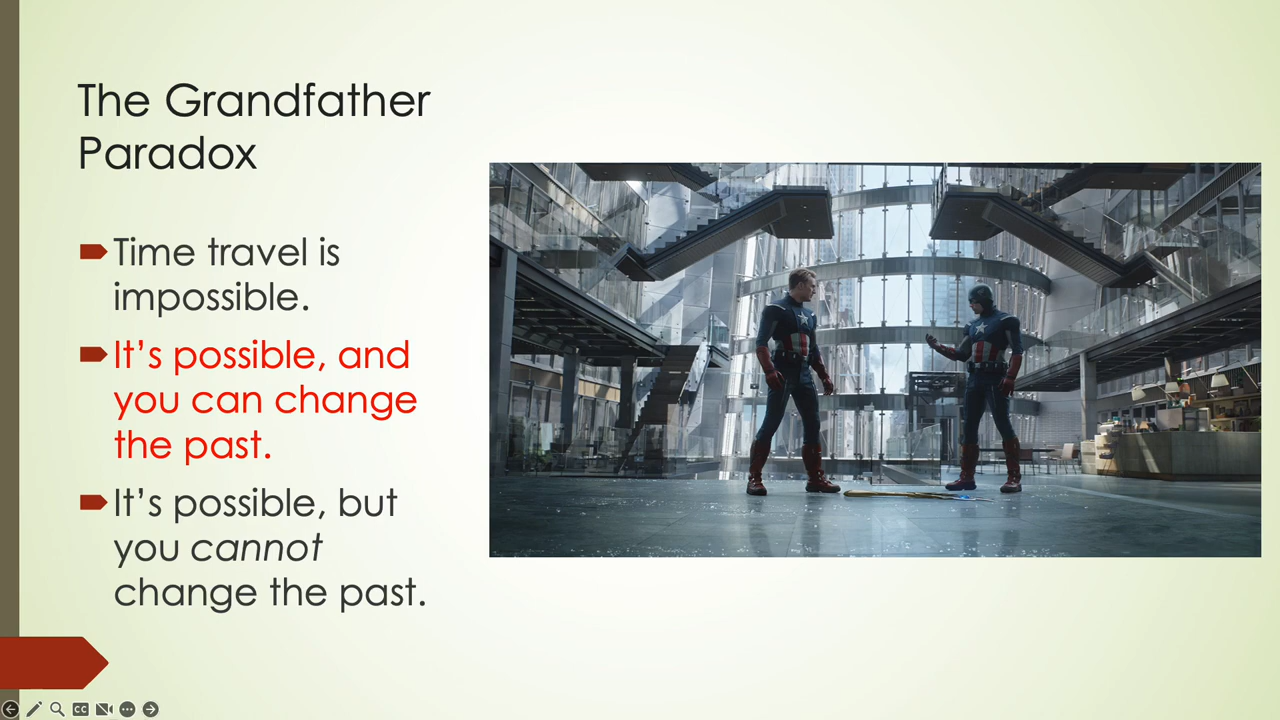 The Grandfather
Paradox
Time travel is
impossible.
It's possible, and
you can change
the past.
It's possible, but
you cannot
change the past.
CC